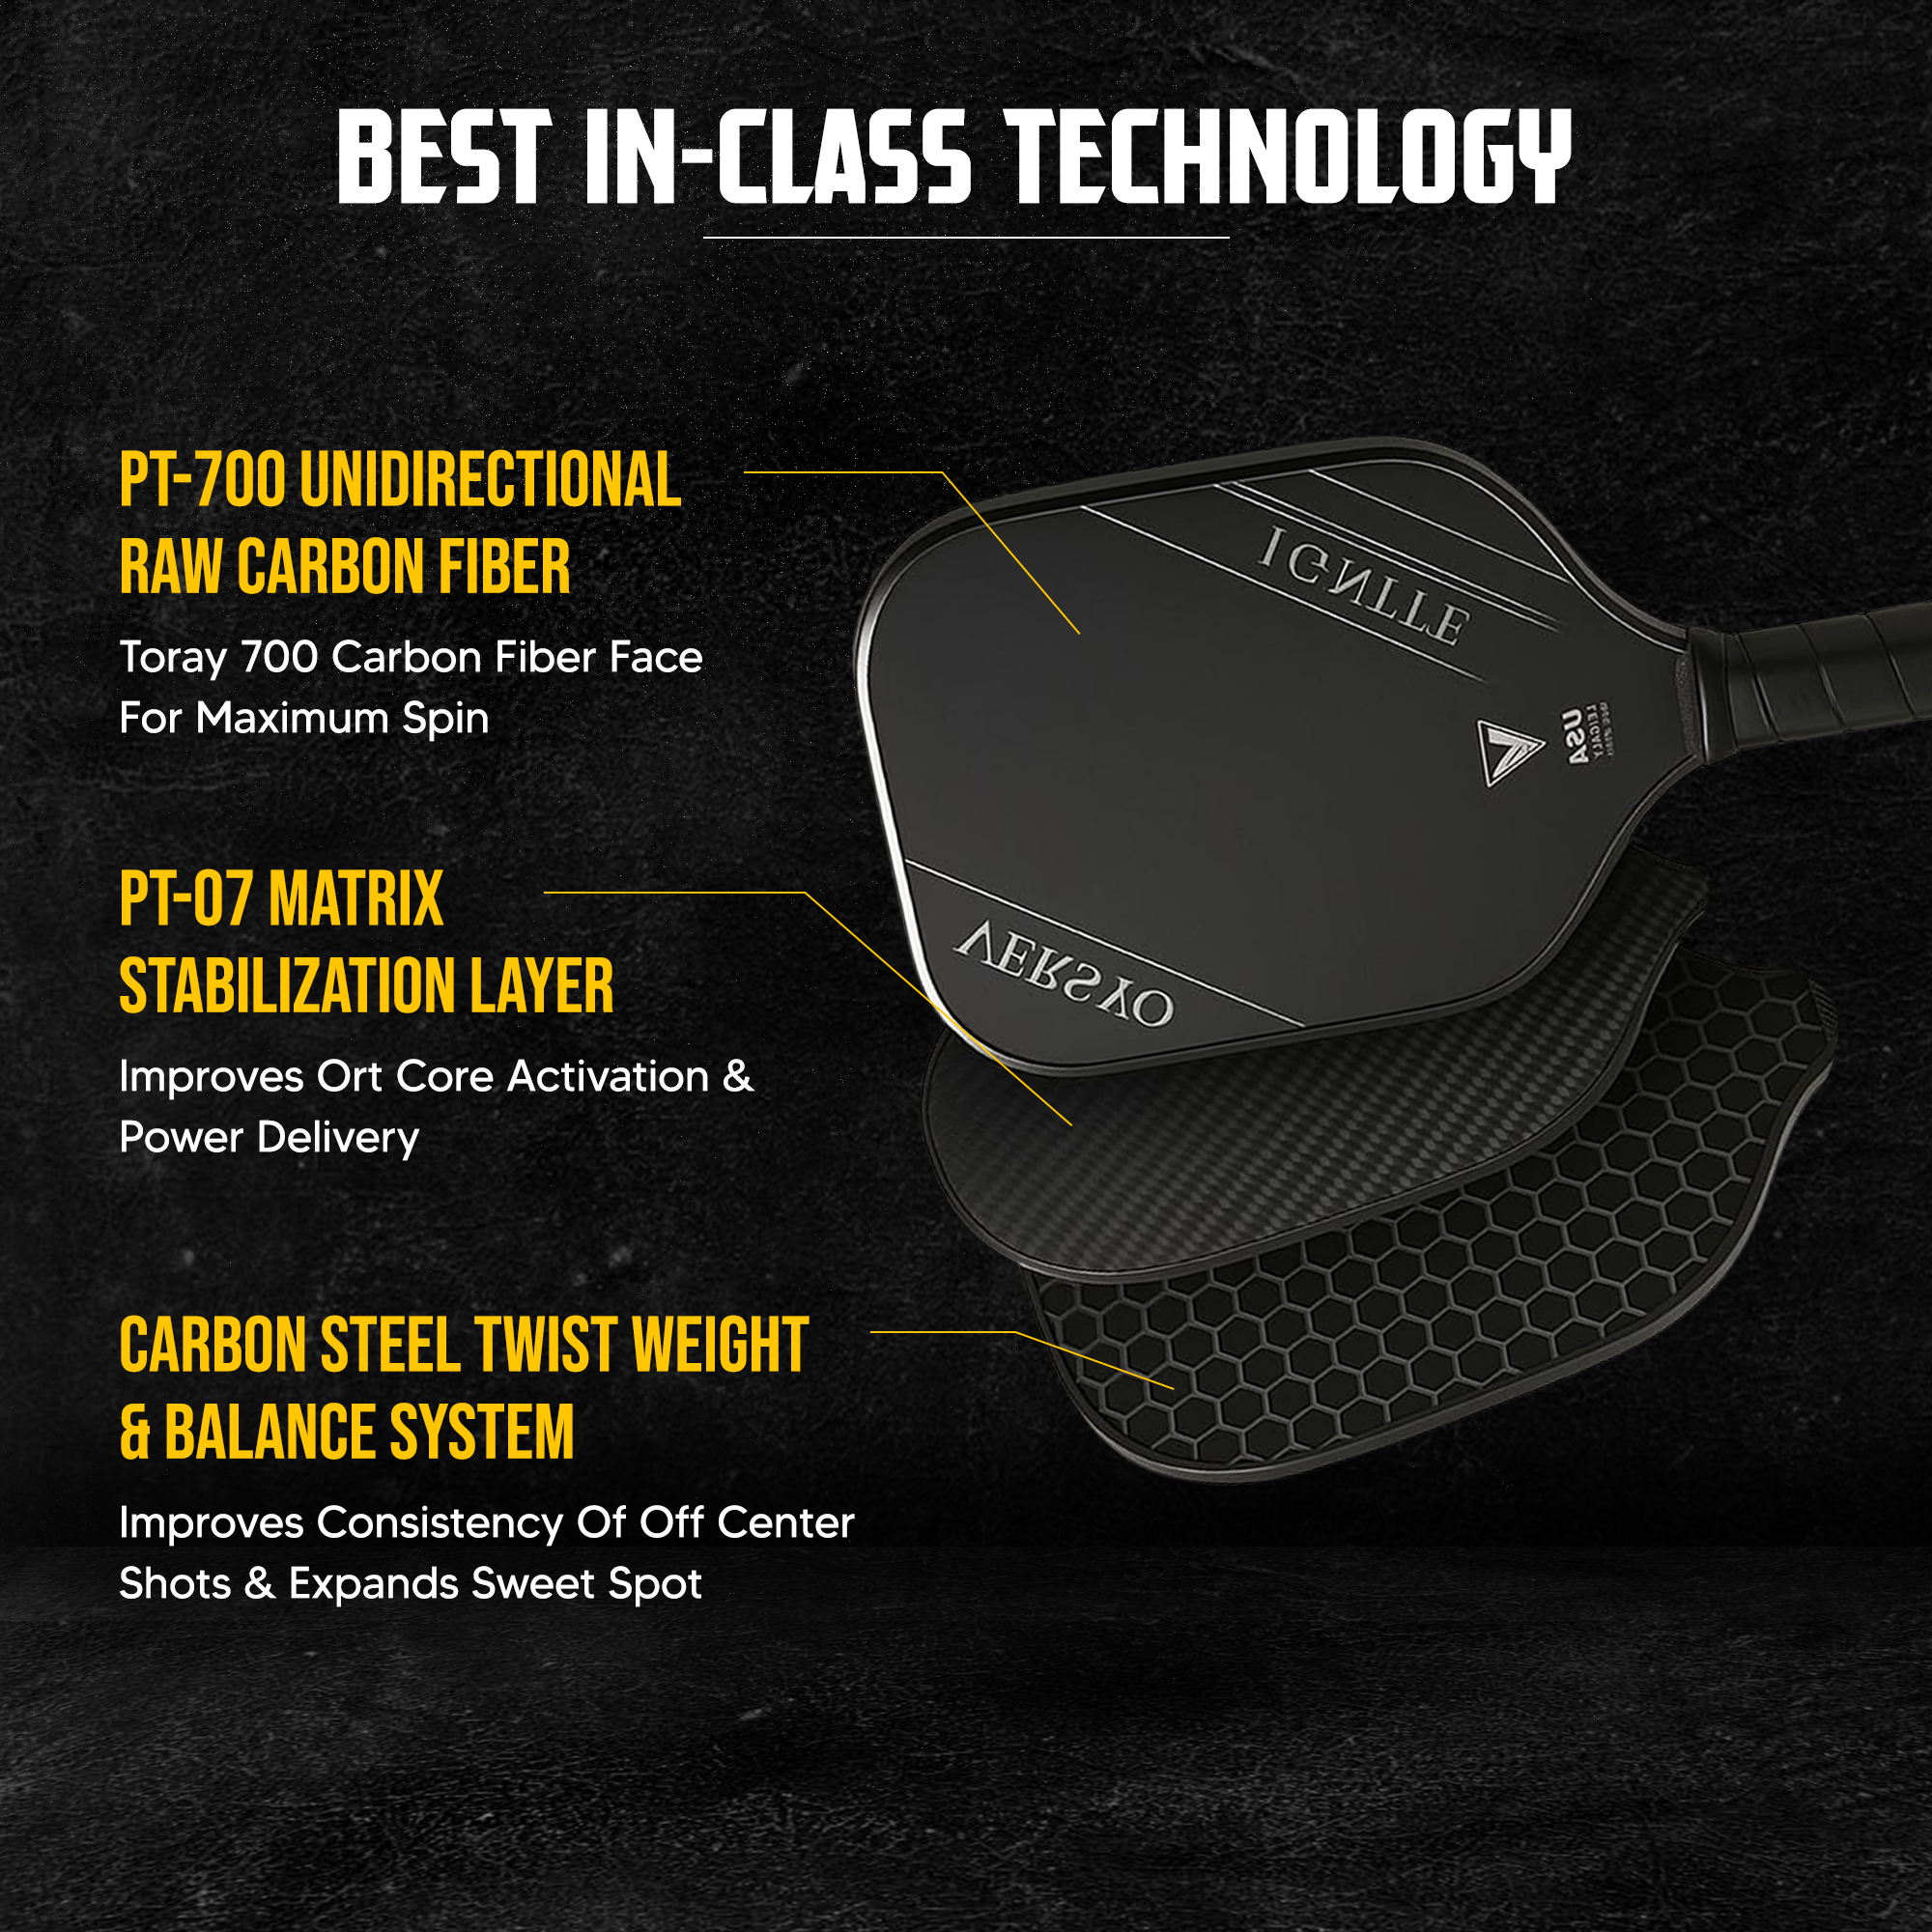 BEST IN-CLASS TECHNOLOGY
PT-700 UNIDIRECTIONAL
RAW CARBON FIBER
Toray 700 Carbon Fiber Face
For Maximum Spin
PT-07 MATRIX
STABILIZATION LAYER
Improves Ort Core Activation &
Power Delivery
CARBON STEEL TWIST WEIGHT
& BALANCE SYSTEM
Improves Consistency Of Off Center
Shots & Expands Sweet Spot
IGNITE
USA
VERSYO